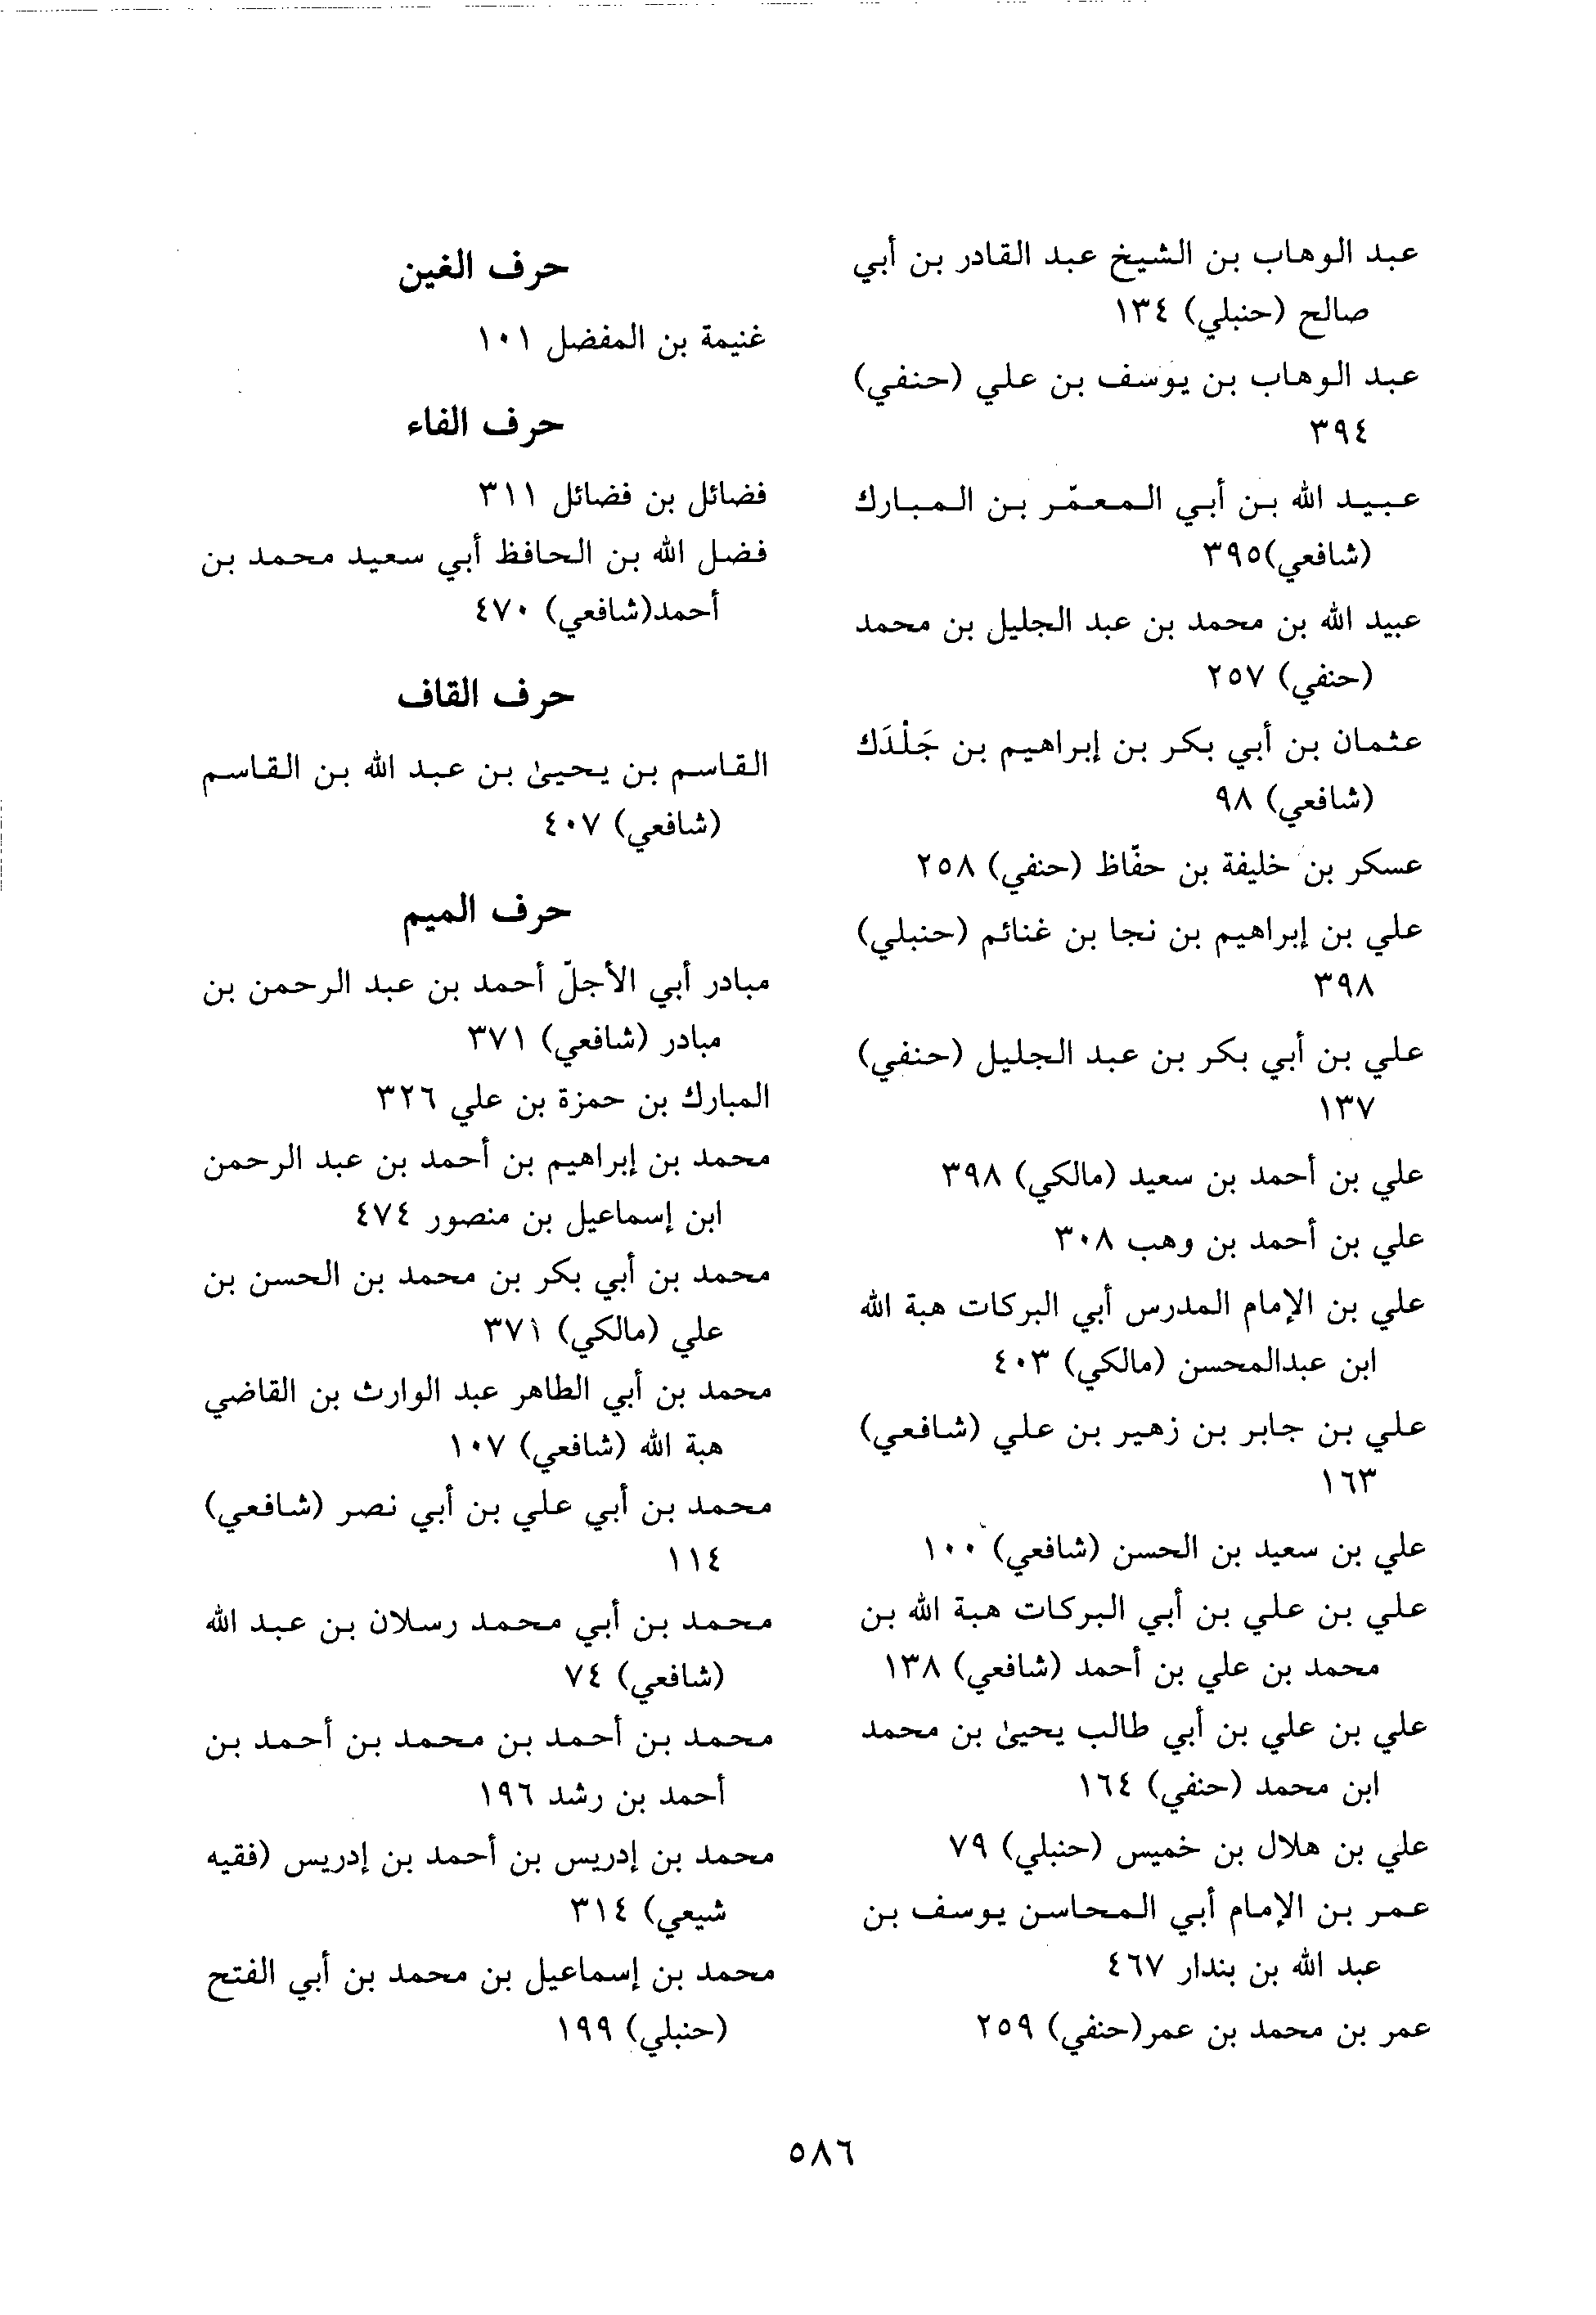 عبد الوهاب بن الشيخ عبد القادر بن أبي
صالح (حنبلي) ١٣٤
عبد الوهاب بن يوسف بن علي (حنفي)
٣٩٤
عبيد الله بن أبي المعمّر بن المبارك
(شافعي)٣٩٥
عبيد الله بن محمد بن عبد الجليل بن محمد
(حنفي) ٢٥٧
عثمان بن أبي بكر بن إبراهيم بن جَلْدَك
(شافعي) ٩٨
عسكر بن خليفة بن حفّاظ (حنفي) ٢٥٨
علي بن إبراهيم بن نجا بن غنائم (حنبلي)
٣٩٨
علي بن أبي بكر بن عبد الجليل (حنفي)
١٣٧
علي بن أحمد بن سعيد (مالكي) ٣٩٨
علي بن أحمد بن وهب ٣٠٨
علي بن الإمام المدرس أبي البركات هبة الله
ابن عبدالمحسن (مالكي) ٤٠٣
علي بن جابر بن زهير بن علي (شافعي)
١٦٣
علي بن سعيد بن الحسن (شافعي) ١٠٠
علي بن علي بن أبي البركات هبة الله بن
محمد بن علي بن أحمد (شافعي) ١٣٨
علي بن علي بن أبي طالب يحيىٰ بن محمد
ابن محمد (حنفي) ١٦٤
علي بن هلال بن خميس (حنبلي) ٧٩
عمر بن الإمام أبي المحاسن يوسف بن
عبد الله بن بندار ٤٦٧
عمر بن محمد بن عمر(حنفي) ٢٥٩
حرف الغين
غنيمة بن المفضل ١٠١
حرف الفاء
فضائل بن فضائل ٣١١
فضل الله بن الحافظ أبي سعيد محمد بن
أحمد(شافعي) ٤٧٠
حرف القاف
القاسم بن يحيىٰ بن عبد الله بن القاسم
(شافعي) ٤٠٧
حرف الميم
مبادر أبي الأجلّ أحمد بن عبد الرحمن بن
مبادر (شافعي) ٣٧١
المبارك بن حمزة بن علي ٣٢٦
محمد بن إبراهيم بن أحمد بن عبد الرحمن
ابن إسماعيل بن منصور ٤٧٤
محمد بن أبي بكر بن محمد بن الحسن بن
علي (مالكي) ٣٧١
محمد بن أبي الطاهر عبد الوارث بن القاضي
هبة الله (شافعي) ١٠٧
محمد بن أبي علي بن أبي نصر (شافعي)
١١٤
محمد بن أبي محمد رسلان بن عبد الله
(شافعي) ٧٤
محمد بن أحمد بن محمد بن أحمد بن
أحمد بن رشد ١٩٦
محمد بن إدريس بن أحمد بن إدريس (فقيه
شيعي) ٣١٤
محمد بن إسماعيل بن محمد بن أبي الفتح
(حنبلي) ١٩٩
٥٨٦